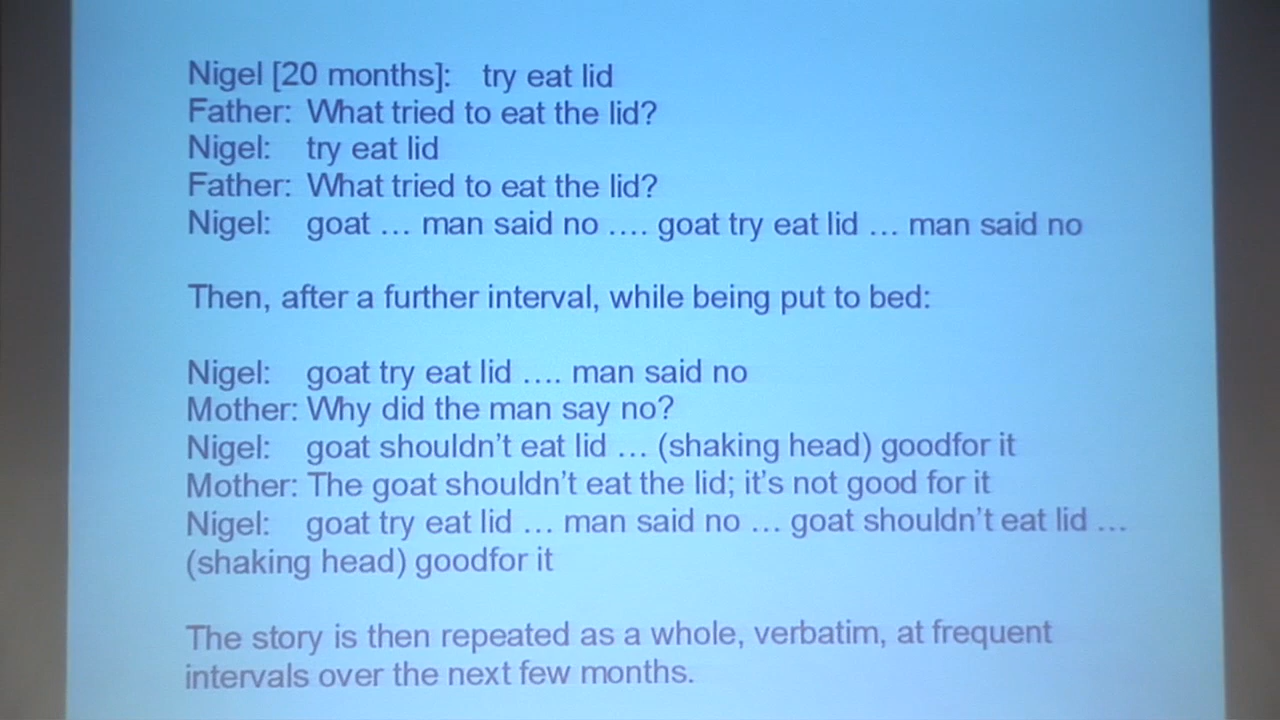 Nigel [20 months]: try eat lid
Father: What tried to eat the lid?
Nigel: try eat lid
Father: What tried to eat the lid?
Nigel: goat … man said no …. goat try eat lid … man said no
Then, after a further interval, while being put to bed:
Nigel: goat try eat lid …. man said no
Mother: Why did the man say no?
Nigel: goat shouldn't eat lid … (shaking head) goodfor it
Mother: The goat shouldn't eat the lid; it's not good for it
Nigel: goat try eat lid … man said no … goat shouldn't eat lid …
(shaking head) goodfor it
The story is then repeated as a whole, verbatim, at frequent
intervals over the next few months.